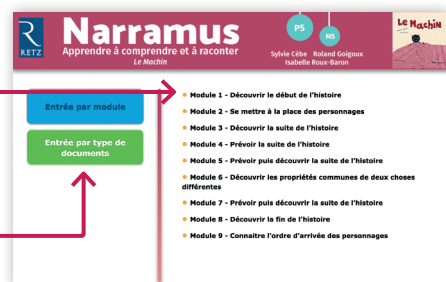 RETZ
Narramus
Apprendre à comprendre et à raconter
Le Machin
PS
MS
Sylvie Cèbe Roland Goigoux
Isabelle Roux-Baron
Le Machin
Entrée par module
Entrée par type de
documents
Module 1 - Découvrir le début de l'histoire
Module 2 - Se mettre à la place des personnages
Module 3 - Découvrir la suite de l'histoire
Module 4 - Prévoir la suite de l'histoire
Module 5 - Prévoir puis découvrir la suite de l'histoire
Module 6 - Découvrir les propriétés communes de deux choses
différentes
Module 7 - Prévoir puis découvrir la suite de l'histoire
Module 8 - Découvrir la fin de l'histoire
Module 9 - Connaitre l'ordre d'arrivée des personnages